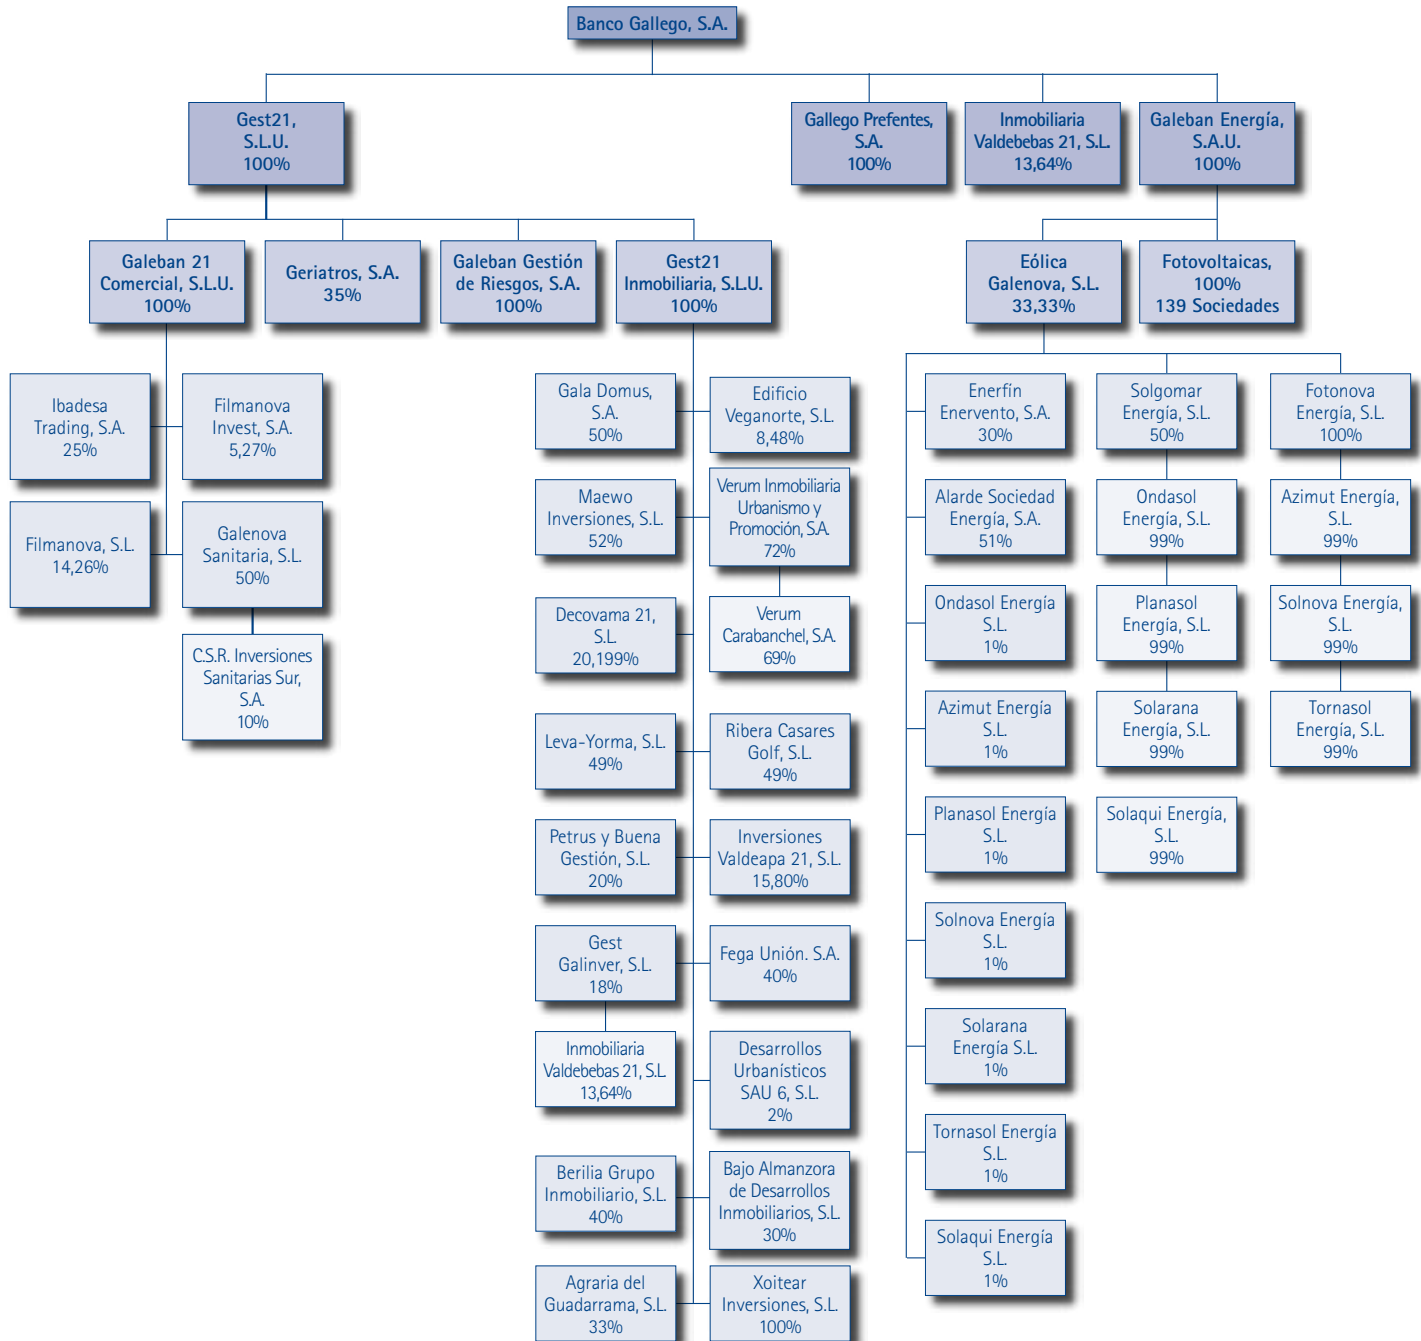 Banco Gallego, S.A.
Gest21,
S.L.U.
100%
Gallego Prefentes,
S.A.
100%
Inmobiliaria
Valdebebas 21, S.L.
13,64%
Galeban Energía,
S.A.U.
100%
Galeban 21
Comercial, S.L.U.
100%
Geriatros, S.A.
35%
Galeban Gestión
de Riesgos, S.A.
100%
Gest21
Inmobiliaria, S.L.U.
100%
Eólica
Galenova, S.L.
33,33%
Fotovoltaicas,
100%
139 Sociedades
Ibadesa
Trading, S.A.
25%
Filmanova
Invest, S.A.
5,27%
Filmanova, S.L.
14,26%
Galenova
Sanitaria, S.L.
50%
C.S.R. Inversiones
Sanitarias Sur,
S.A.
10%
Gala Domus,
S.A.
50%
Edificio
Veganorte, S.L.
8,48%
Maewo
Inversiones, S.L.
52%
Verum Inmobiliaria
Urbanismo y
Promoción, S.A.
72%
Decovama 21,
S.L.
20,199%
Verum
Carabanchel, S.A.
69%
Leva-Yorma, S.L.
49%
Ribera Casares
Golf, S.L.
49%
Petrus y Buena
Gestión, S.L.
20%
Inversiones
Valdeapa 21, S.L.
15,80%
Gest
Galinver, S.L.
18%
Fega Unión. S.A.
40%
Inmobiliaria
Valdebebas 21, S.L.
13,64%
Desarrollos
Urbanísticos
SAU 6, S.L.
2%
Berilia Grupo
Inmobiliario, S.L.
40%
Bajo Almanzora
de Desarrollos
Inmobiliarios, S.L.
30%
Agraria del
Guadarrama, S.L.
33%
Xoitear
Inversiones, S.L.
100%
Enerfín
Enervento, S.A.
30%
Solgomar
Energía, S.L.
50%
Fotonova
Energía, S.L.
100%
Alarde Sociedad
Energía, S.A.
51%
Ondasol
Energía, S.L.
99%
Azimut Energía,
S.L.
99%
Ondasol Energía
S.L.
1%
Planasol
Energía, S.L.
99%
Solnova Energía,
S.L.
99%
Azimut Energía
S.L.
1%
Solarana
Energía, S.L.
99%
Tornasol
Energía, S.L.
99%
Planasol Energía
S.L.
1%
Solaqui Energía,
S.L.
99%
Solnova Energía
S.L.
1%
Solarana
Energía S.L.
1%
Tornasol Energía
S.L.
1%
Solaqui Energía
S.L.
1%